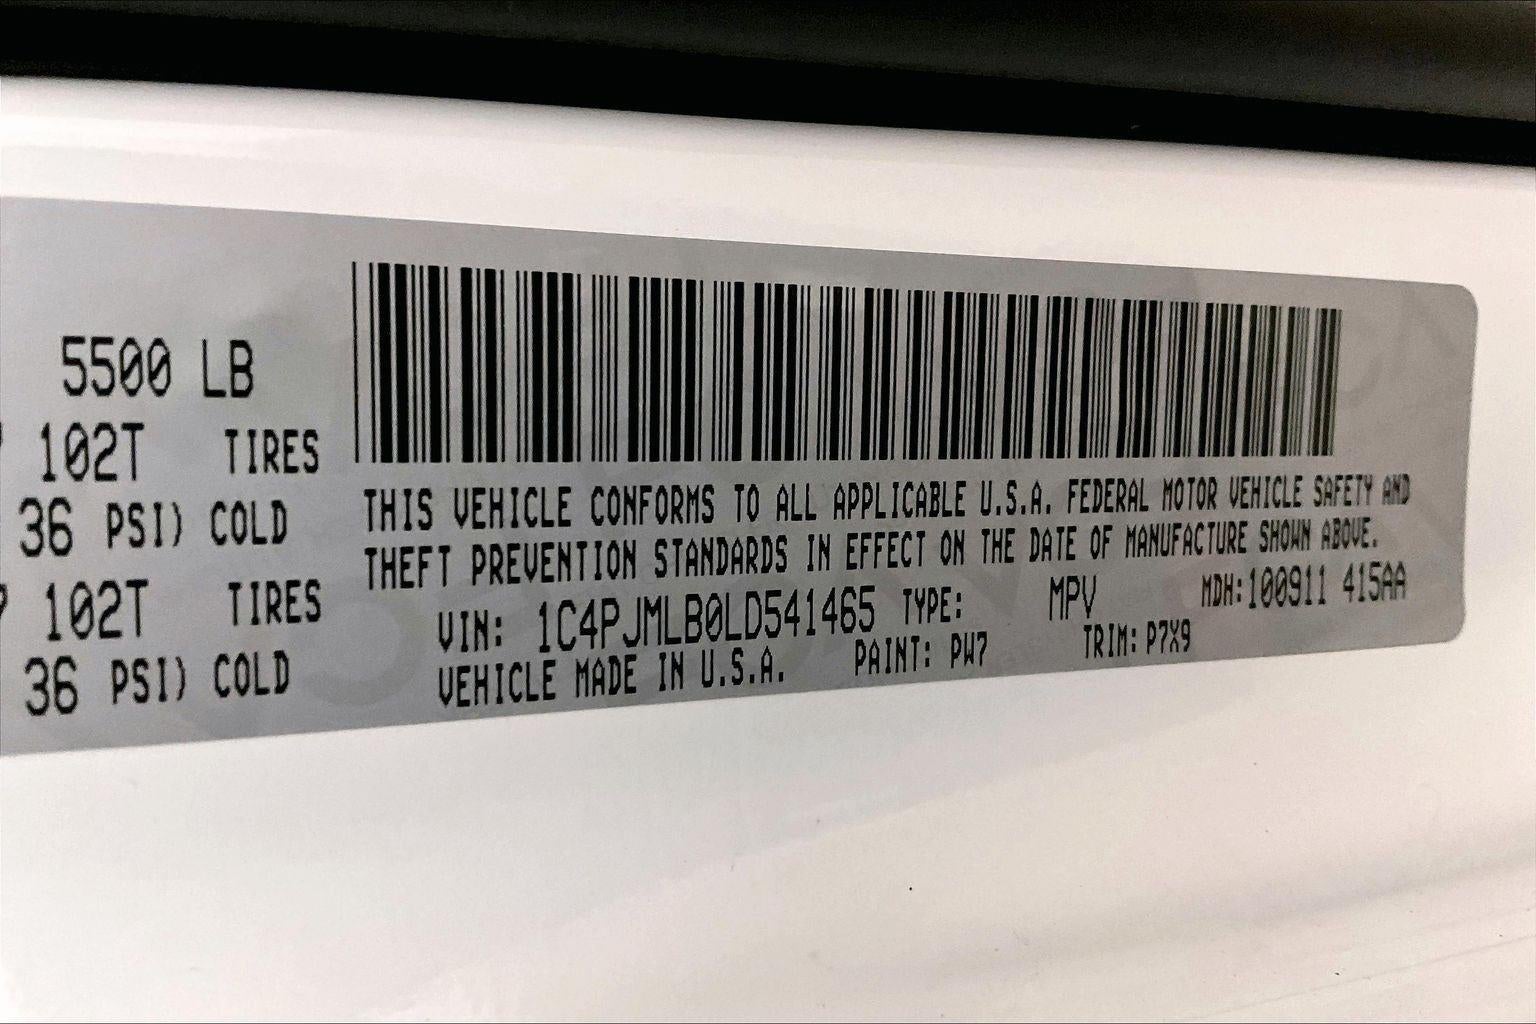 5500 LB
102T TIRES
36 PSI) COLD
102T TIRES
36 PSI) COLD
THIS VEHICLE CONFORMS TO ALL APPLICABLE U.S.A. FEDERAL MOTOR VEHICLE SAFETY AND
THEFT PREVENTION STANDARDS IN EFFECT ON THE DATE OF MANUFACTURE SHOWN ABOVE.
VIN: 1C4PJMLB0LD541465 TYPE: MPV MDH:100911 415AA
VEHICLE MADE IN U.S.A. PAINT: PW7 TRIM: P7X9